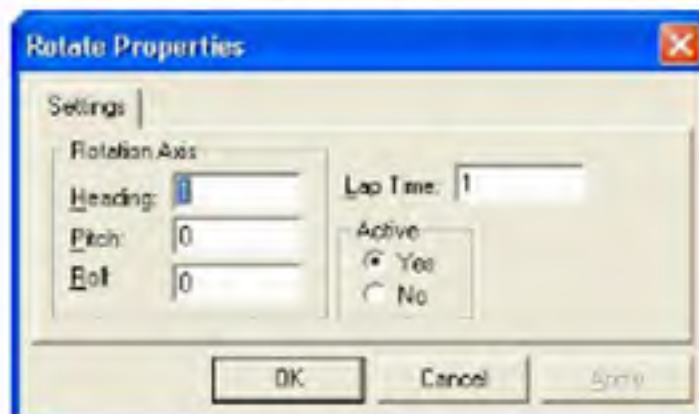 Rotate Properties
Settings
Rotation Axis
Heading: 1
Pitch: 0
Roll: 0
Lap Time: 1
Active
Yes
No
OK
Cancel
Apply